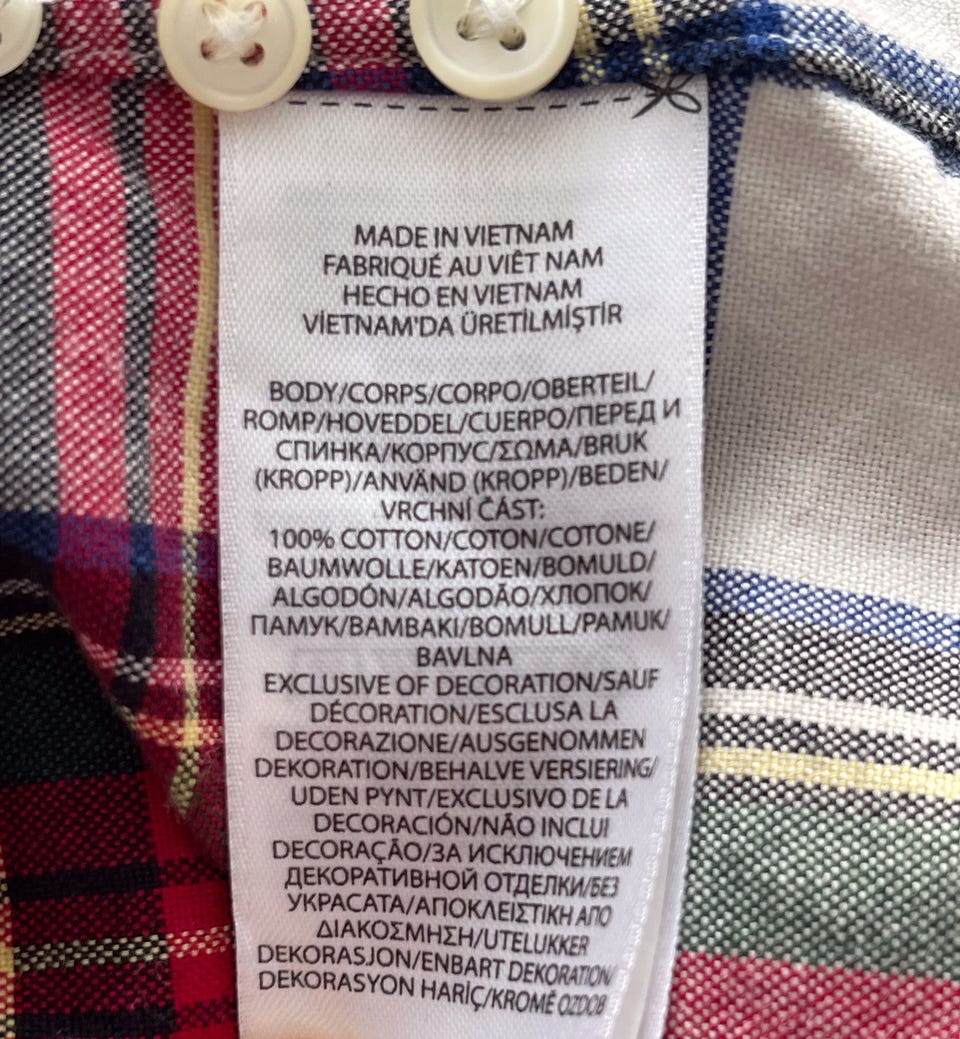 MADE IN VIETNAM
FABRIQUÉ AU VIÊT NAM
HECHO EN VIETNAM
VİETNAM'DA ÜRETİLMİŞTİR
BODY/CORPS/CORPO/OBERTEIL/
ROMP/HOVEDDEL/CUERPO/ПЕРЕД И
СПИНКА/КОРПУС/ΣΩΜΑ/BRUK
(KROPP)/ANVÄND (KROPP)/BEDEN/
VRCHNÍ ČÁST:
100% COTTON/COTON/COTONE/
BAUMWOLLE/KATOEN/BOMULD/
ALGODÓN/ALGODÃO/ХЛОПОК/
ПАМУК/ΒΑΜΒΑΚΙ/BOMULL/PAMUK/
BAVLNA
EXCLUSIVE OF DECORATION/SAUF
DÉCORATION/ESCLUSA LA
DECORAZIONE/AUSGENOMMEN
DEKORATION/BEHALVE VERSIERING/
UDEN PYNT/EXCLUSIVO DE LA
DECORACIÓN/NÃO INCLUI
DECORAÇÃO/ЗА ИСКЛЮЧЕНИЕМ
ДЕКОРАТИВНОЙ ОТДЕЛКИ/БЕЗ
УКРАСАТА/ΑΠΟΚΛΕΙΣΤΙΚΗ ΑΠΟ
ΔΙΑΚΟΣΜΗΣΗ/UTELUKKER
DEKORASJON/ENBART DEKORATION/
DEKORASYON HARİÇ/KROMĚ OZDOB